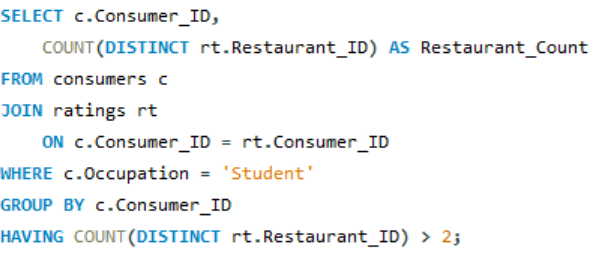 SELECT c.Consumer_ID,
    COUNT(DISTINCT rt.Restaurant_ID) AS Restaurant_Count
FROM consumers c
JOIN ratings rt
    ON c.Consumer_ID = rt.Consumer_ID
WHERE c.Occupation = 'Student'
GROUP BY c.Consumer_ID
HAVING COUNT(DISTINCT rt.Restaurant_ID) > 2;